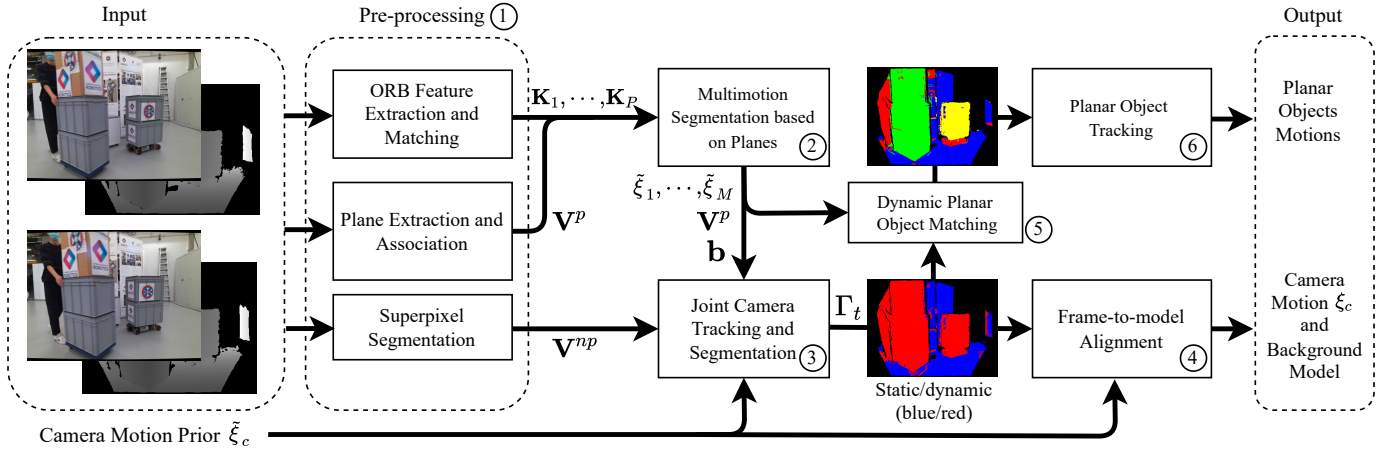 Input
Pre-processing 1
Output
ORB Feature
Extraction and
Matching
Plane Extraction and
Association
Superpixel
Segmentation
K₁,⋯,K_P
V^p
V^{np}
Multimotion
Segmentation based
on Planes
2
ξ̃₁,⋯,ξ̃_M
V^p
b
Joint Camera
Tracking and
Segmentation
3
Γ_t
Dynamic Planar
Object Matching
5
Static/dynamic
(blue/red)
Planar Object
Tracking
6
Frame-to-model
Alignment
4
Planar
Objects
Motions
Camera
Motion ξ_c
and
Background
Model
Camera Motion Prior ξ̃_c